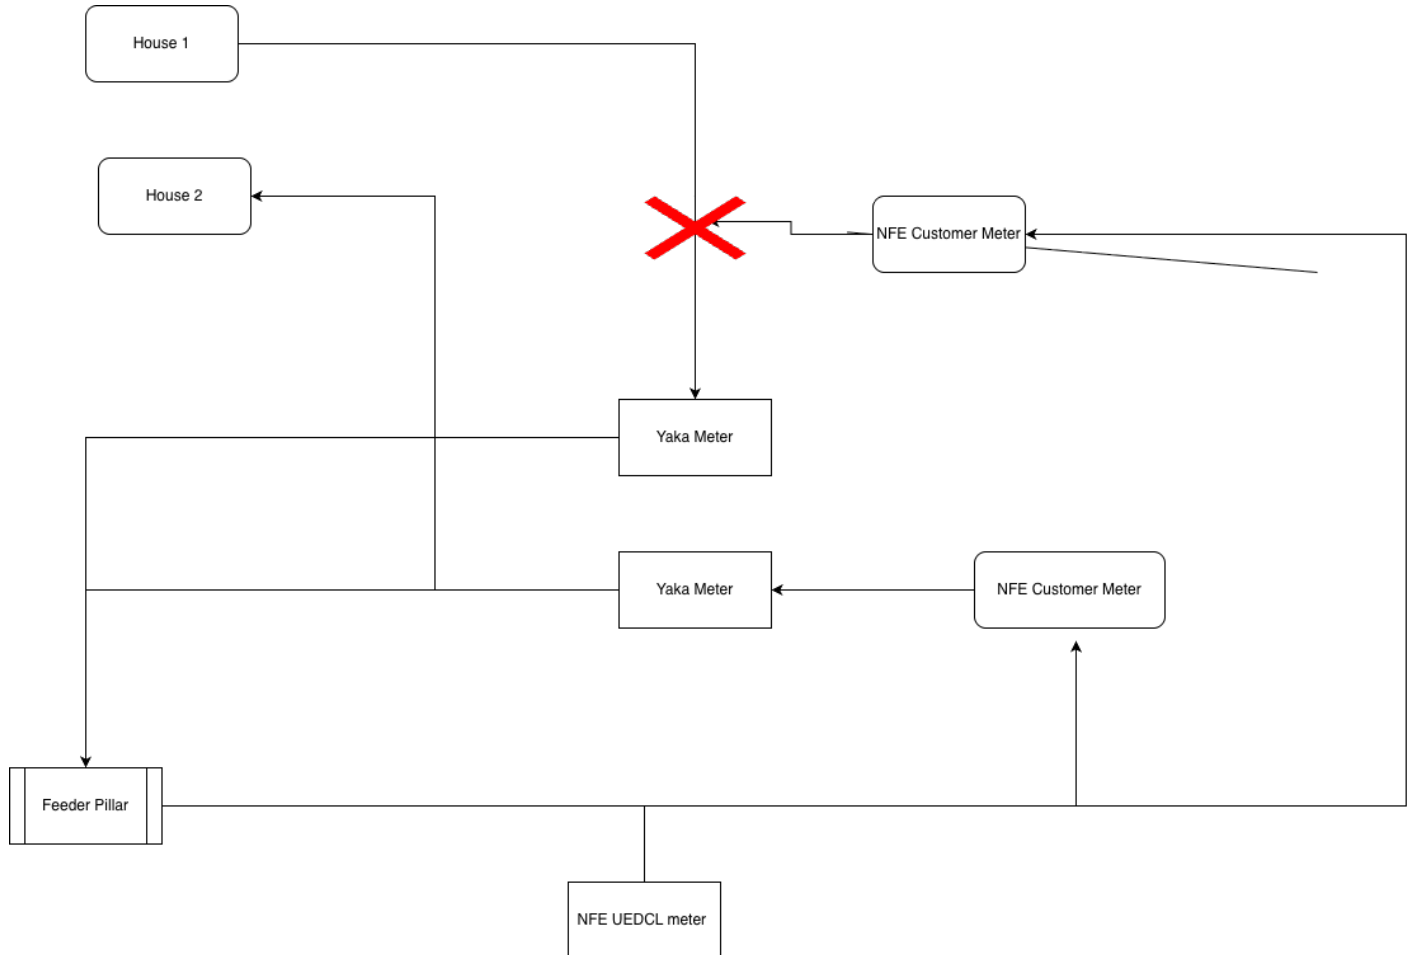 House 1
House 2
NFE Customer Meter
Yaka Meter
Yaka Meter
NFE Customer Meter
Feeder Pillar
NFE UEDCL meter